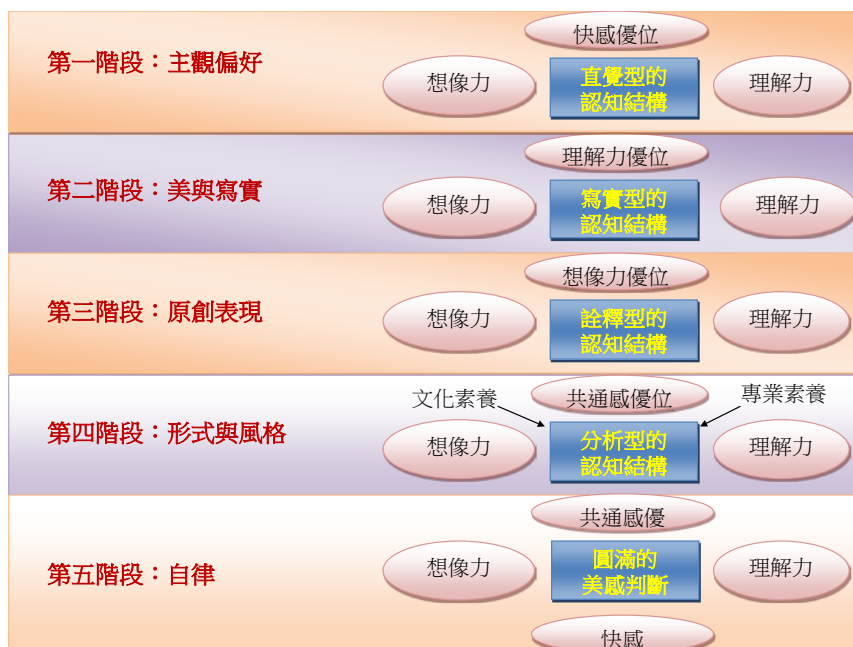 快感優位
第一階段：主觀偏好
想像力
直覺型的
認知結構
理解力
理解力優位
第二階段：美與寫實
想像力
寫實型的
認知結構
理解力
想像力優位
第三階段：原創表現
想像力
詮釋型的
認知結構
理解力
文化素養
共通感優位
專業素養
第四階段：形式與風格
想像力
分析型的
認知結構
理解力
共通感優
第五階段：自律
想像力
圓滿的
美感判斷
理解力
快感